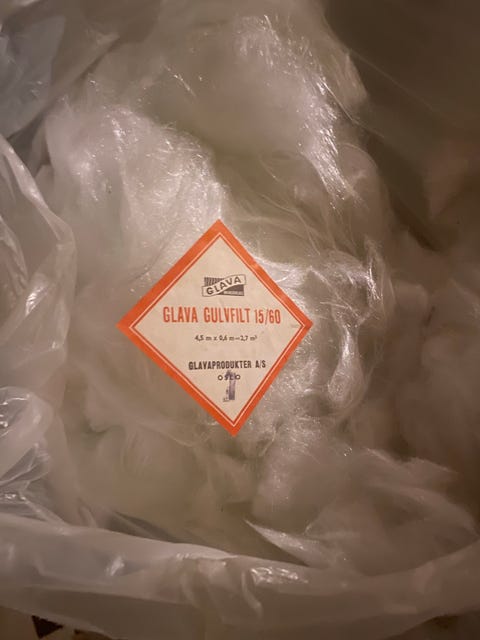 GLAVA
GLAVA GULVFILT 15/60
4,5 m x 0,6 m=2,7 m²
GLAVAPRODUKTER A/S
OSLO